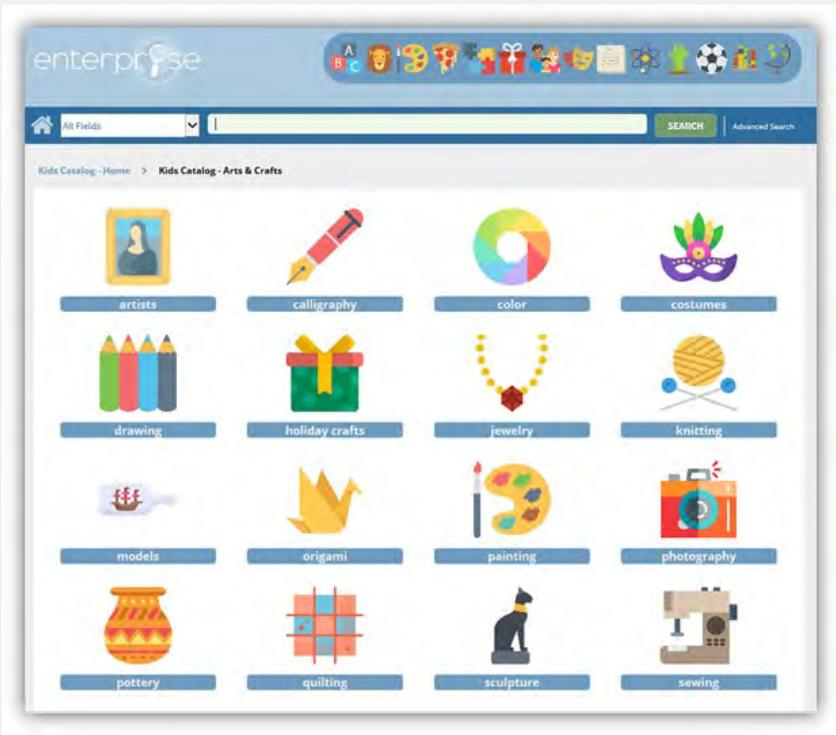 enterprise
A
B C
All Fields
SEARCH
Advanced Search
Kids Catalog - Home > Kids Catalog - Arts & Crafts
artists calligraphy color costumes
drawing holiday crafts jewelry knitting
models origami painting photography
pottery quilting sculpture sewing